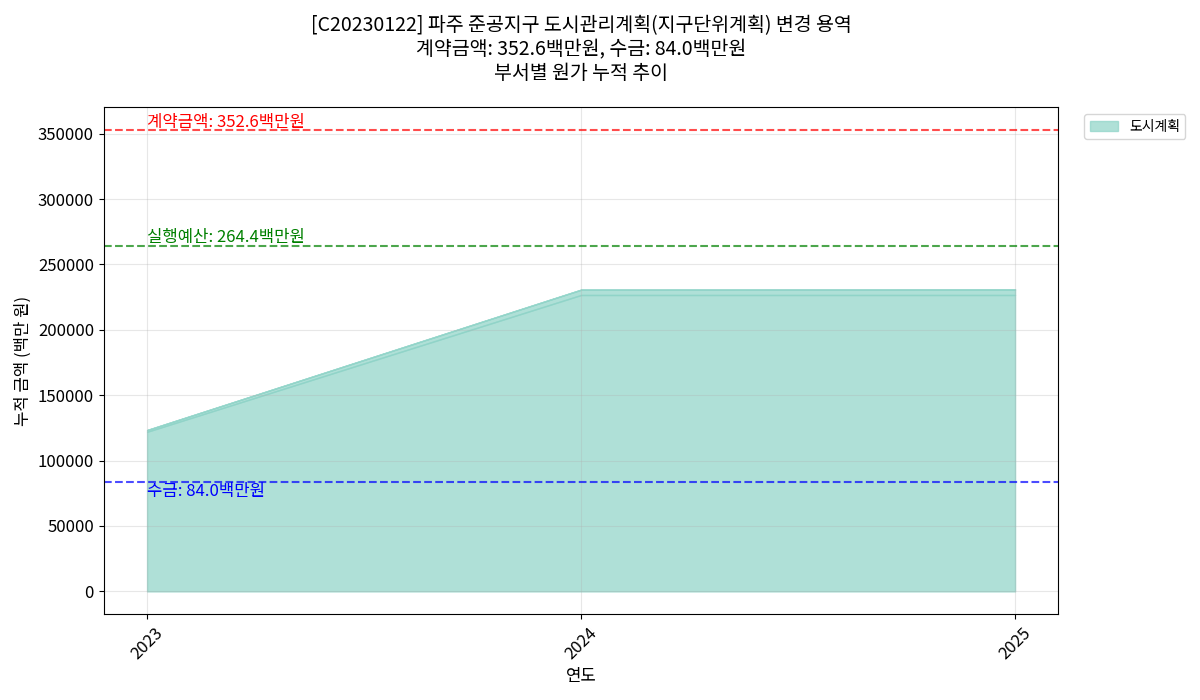 [C20230122] 파주 준공지구 도시관리계획(지구단위계획) 변경 용역
계약금액: 352.6백만원, 수금: 84.0백만원
부서별 원가 누적 추이
계약금액: 352.6백만원
실행예산: 264.4백만원
수금: 84.0백만원
도시계획
누적 금액 (백만 원)
350000
300000
250000
200000
150000
100000
50000
0
2023
2024
2025
연도